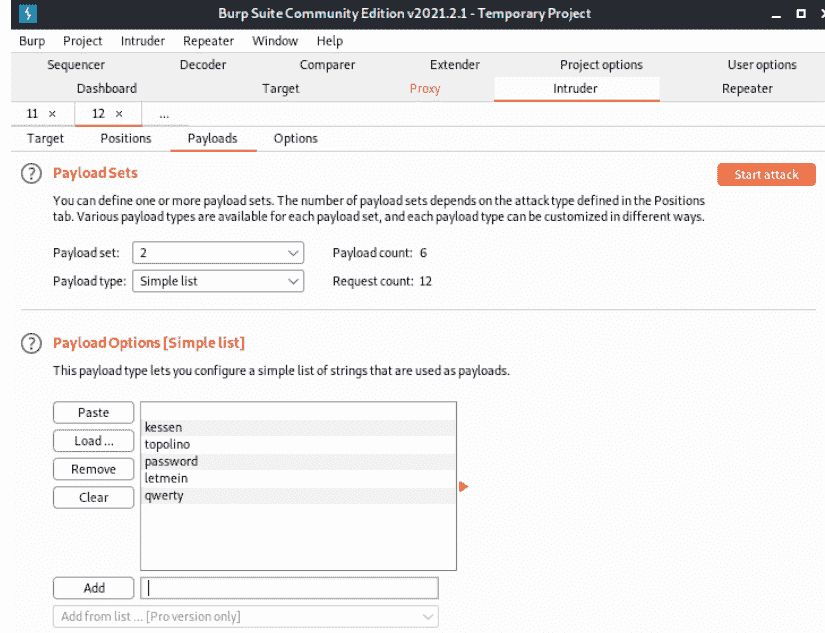 Burp Suite Community Edition v2021.2.1 - Temporary Project
Burp Project Intruder Repeater Window Help
Sequencer Decoder Comparer Extender Project options User options
Dashboard Target Proxy Intruder Repeater
11 × 12 × ...
Target Positions Payloads Options
? Payload Sets Start attack
You can define one or more payload sets. The number of payload sets depends on the attack type defined in the Positions
tab. Various payload types are available for each payload set, and each payload type can be customized in different ways.
Payload set: 2 Payload count: 6
Payload type: Simple list Request count: 12
? Payload Options [Simple list]
This payload type lets you configure a simple list of strings that are used as payloads.
Paste
Load ...
Remove
Clear
kessen
topolino
password
letmein
qwerty
Add
Add from list ... [Pro version only]